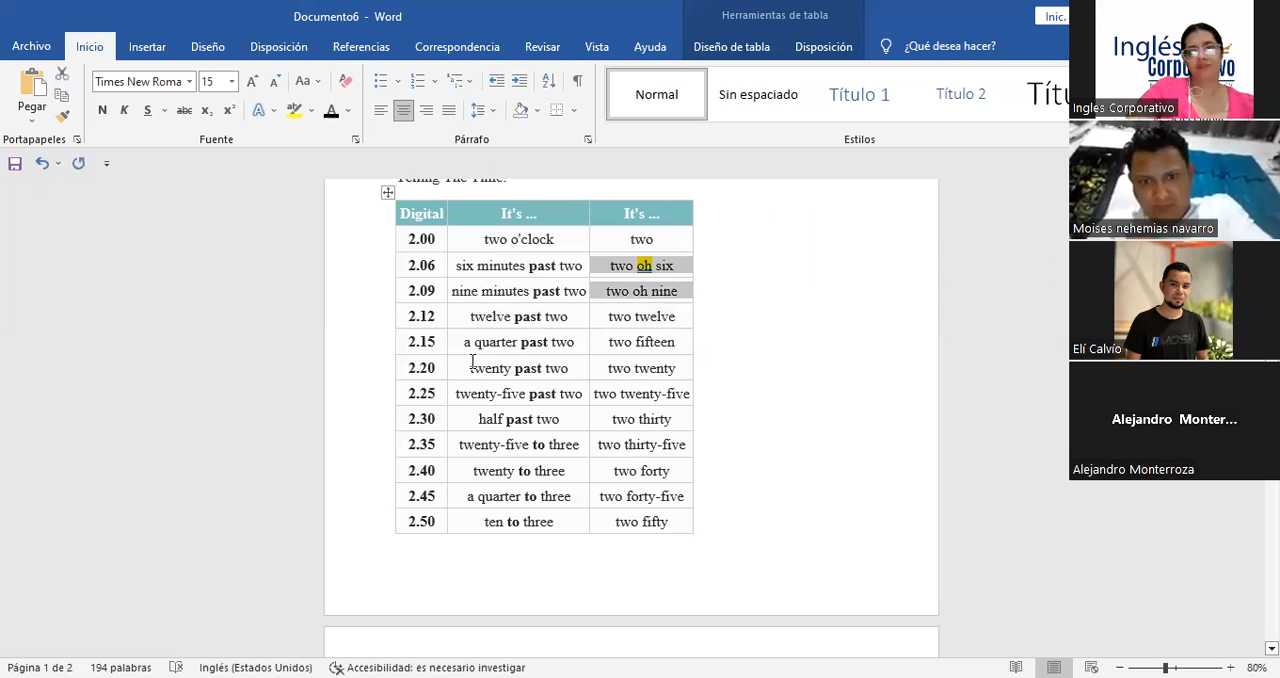 Documento6 - Word
Herramientas de tabla
Inic.
Archivo Inicio Insertar Diseño Disposición Referencias Correspondencia Revisar Vista Ayuda Diseño de tabla Disposición ¿Qué desea hacer?
Pegar
Times New Roma 15
Aa
N K S abc x₂ x² A A
Normal
Sin espaciado
Título 1
Título 2
Portapapeles Fuente Párrafo Estilos
Telling The Time.
Digital It's ... It's ...
2.00 two o'clock two
2.06 six minutes past two two oh six
2.09 nine minutes past two two oh nine
2.12 twelve past two two twelve
2.15 a quarter past two two fifteen
2.20 twenty past two two twenty
2.25 twenty-five past two two twenty-five
2.30 half past two two thirty
2.35 twenty-five to three two thirty-five
2.40 twenty to three two forty
2.45 a quarter to three two forty-five
2.50 ten to three two fifty
Inglés
Corporativo
Ingles Corporativo
Moises nehemias navarro
Elí Calvío
Alejandro Monter...
Alejandro Monterroza
Página 1 de 2 194 palabras Inglés (Estados Unidos) Accesibilidad: es necesario investigar 80%